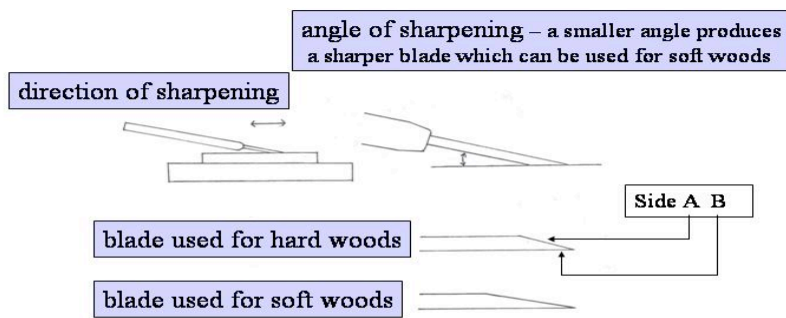 angle of sharpening – a smaller angle produces
a sharper blade which can be used for soft woods
direction of sharpening
Side A B
blade used for hard woods
blade used for soft woods